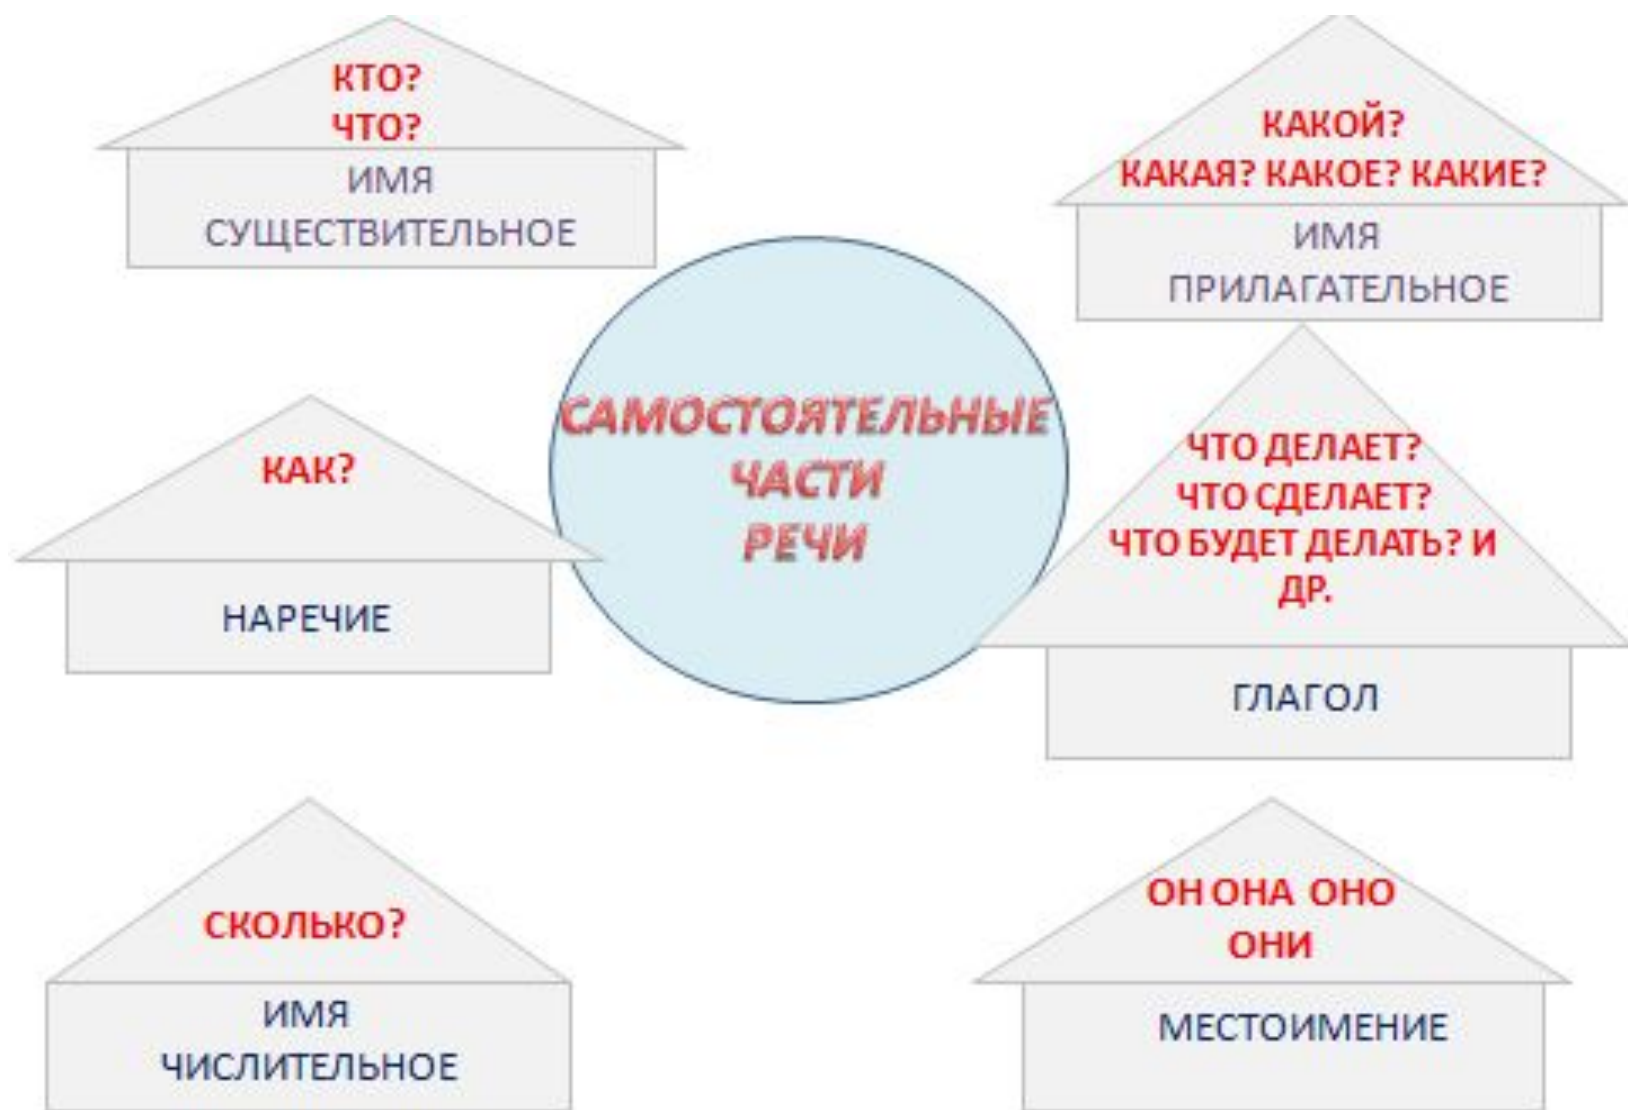 КТО?
ЧТО?
ИМЯ
СУЩЕСТВИТЕЛЬНОЕ
КАКОЙ?
КАКАЯ? КАКОЕ? КАКИЕ?
ИМЯ
ПРИЛАГАТЕЛЬНОЕ
САМОСТОЯТЕЛЬНЫЕ
ЧАСТИ
РЕЧИ
КАК?
НАРЕЧИЕ
ЧТО ДЕЛАЕТ?
ЧТО СДЕЛАЕТ?
ЧТО БУДЕТ ДЕЛАТЬ? И
ДР.
ГЛАГОЛ
СКОЛЬКО?
ИМЯ
ЧИСЛИТЕЛЬНОЕ
ОН ОНА ОНО
ОНИ
МЕСТОИМЕНИЕ